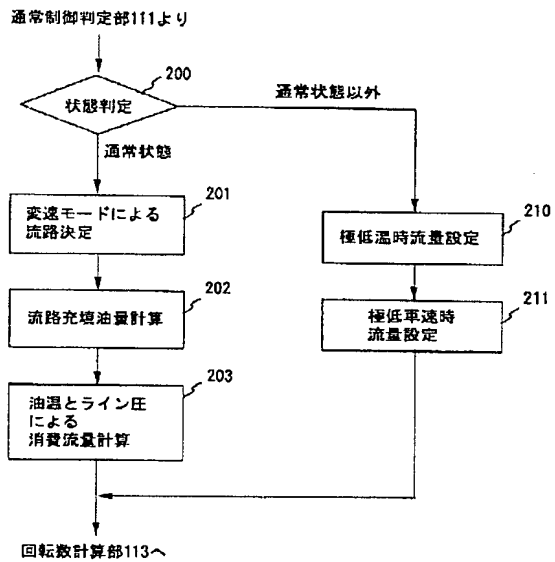 通常制御判定部111より
200
状態判定
通常状態以外
通常状態
201
変速モードによる
流路決定
210
極低温時流量設定
202
流路充填油量計算
211
極低車速時
流量設定
203
油温とライン圧
による
消費流量計算
回転数計算部113へ